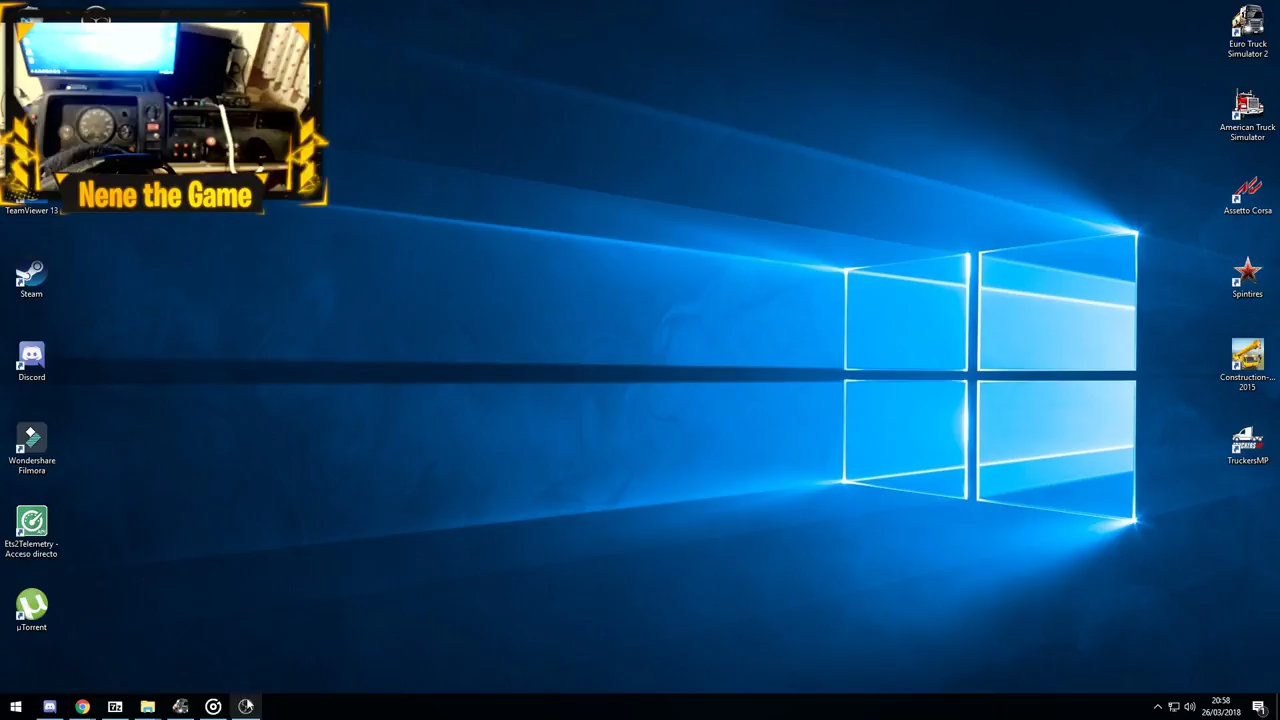 Nene the Game
TeamViewer 13
Steam
Discord
Wondershare
Filmora
Ets2Telemetry -
Acceso directo
µTorrent
Euro Truck
Simulator 2
American Truck
Simulator
Assetto Corsa
Spintires
Construction-...
2015
TruckersMP
20:58
26/03/2018